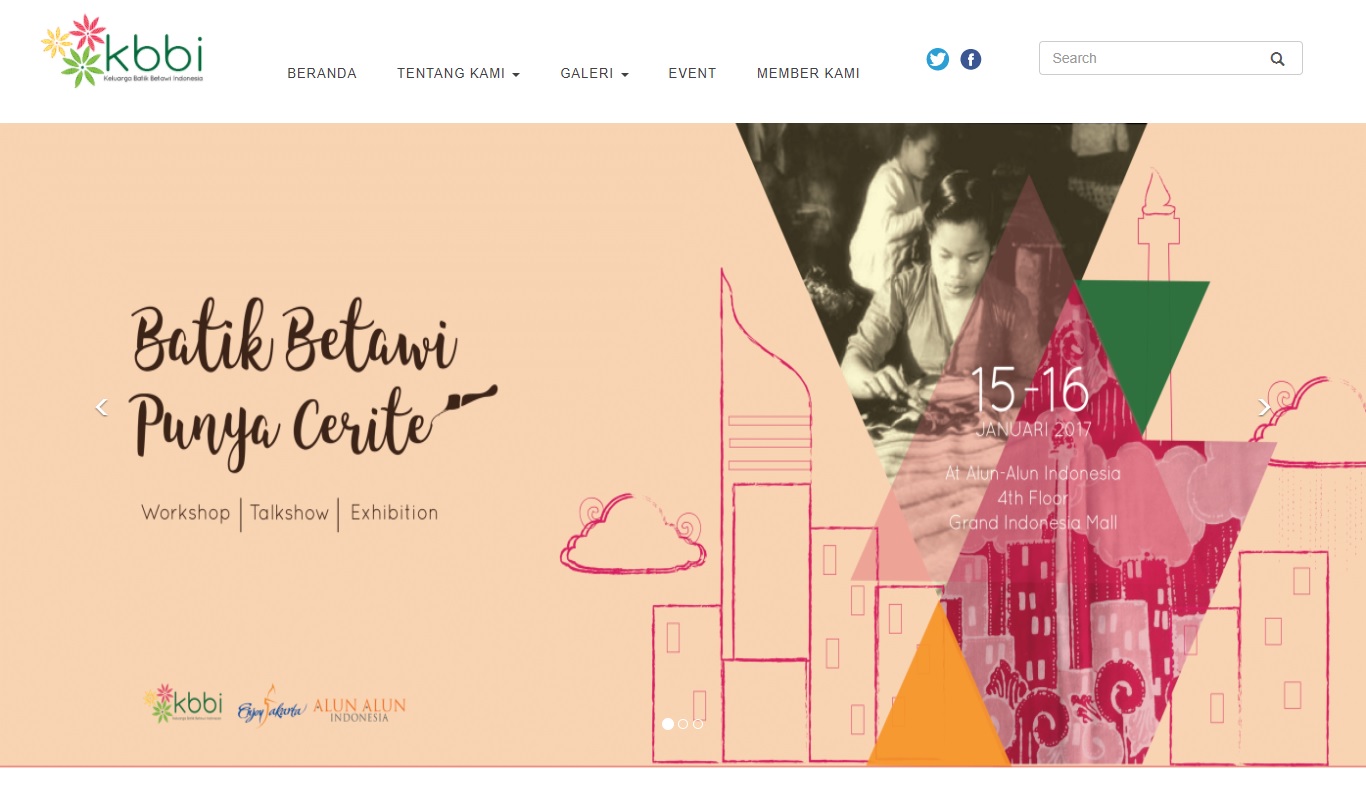 kbbi
Keluarga Batik Betawi Indonesia
BERANDA TENTANG KAMI GALERI EVENT MEMBER KAMI
Search
Batik Betawi
Punya Cerite
Workshop | Talkshow | Exhibition
15-16
JANUARI 2017
At Alun-Alun Indonesia
4th Floor
Grand Indonesia Mall
kbbi
Keluarga Batik Betawi Indonesia
Enjoy Jakarta
ALUN ALUN
INDONESIA